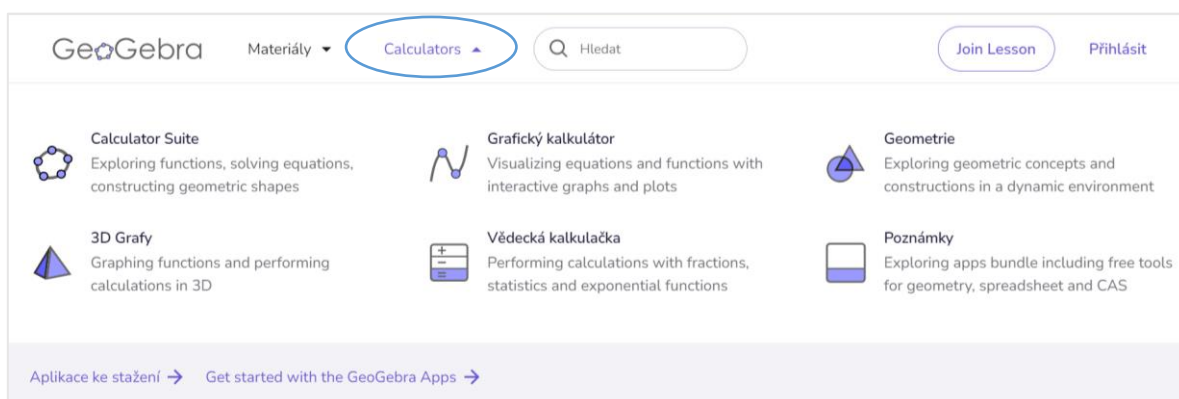 GeoGebra Materiály Calculators Hledat Join Lesson Přihlásit
Calculator Suite
Exploring functions, solving equations,
constructing geometric shapes
Grafický kalkulátor
Visualizing equations and functions with
interactive graphs and plots
Geometrie
Exploring geometric concepts and
constructions in a dynamic environment
3D Grafy
Graphing functions and performing
calculations in 3D
Vědecká kalkulačka
Performing calculations with fractions,
statistics and exponential functions
Poznámky
Exploring apps bundle including free tools
for geometry, spreadsheet and CAS
Aplikace ke stažení → Get started with the GeoGebra Apps →